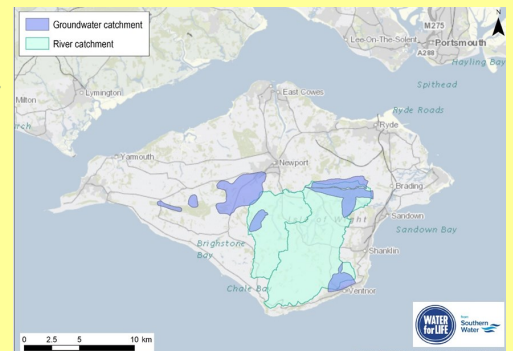 Groundwater catchment
River catchment
M275
Lee-On-The-Solent
Portsmouth
A288
Hayling Bay
Spithead
Lymington
Milton
East Cowes
Ryde Roads
Ryde
Yarmouth
Newport
Brading
Sandown
Sandown Bay
Shanklin
Brighstone
Bay
Chale Bay
Ventnor
0 2.5 5 10 km
WATER
for LIFE
from
Southern
Water